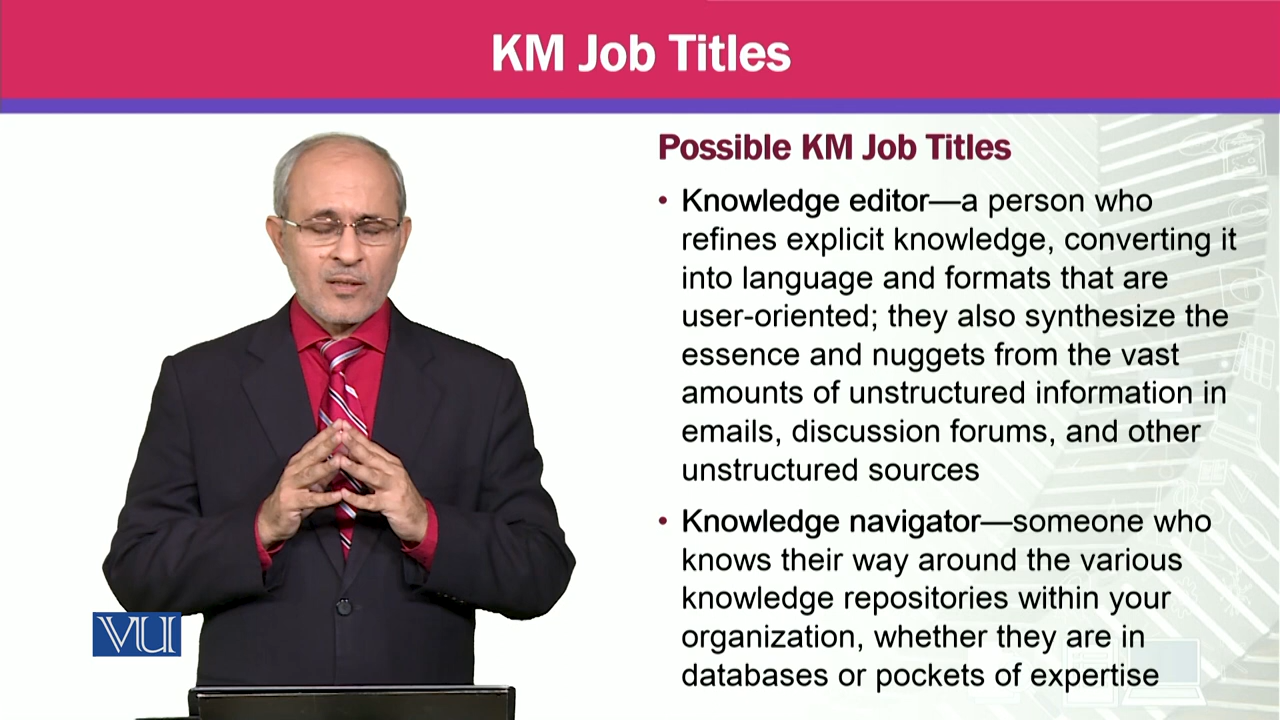 KM Job Titles
Possible KM Job Titles
• Knowledge editor—a person who
refines explicit knowledge, converting it
into language and formats that are
user-oriented; they also synthesize the
essence and nuggets from the vast
amounts of unstructured information in
emails, discussion forums, and other
unstructured sources
• Knowledge navigator—someone who
knows their way around the various
knowledge repositories within your
organization, whether they are in
databases or pockets of expertise
VU